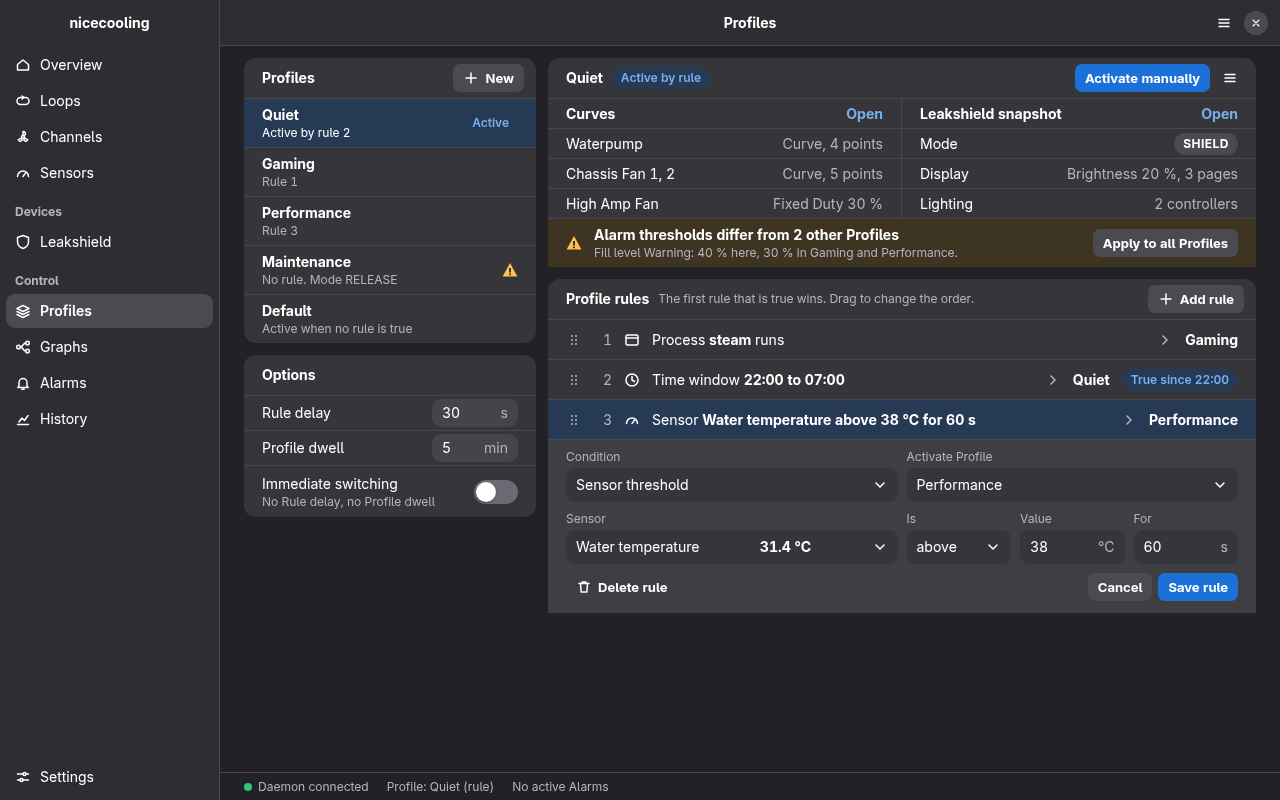 nicecooling
Profiles
Overview
Loops
Channels
Sensors
Devices
Leakshield
Control
Profiles
Graphs
Alarms
History
Settings
Profiles
New
Quiet
Active by rule 2
Active
Gaming
Rule 1
Performance
Rule 3
Maintenance
No rule. Mode RELEASE
Default
Active when no rule is true
Options
Rule delay 30 s
Profile dwell 5 min
Immediate switching
No Rule delay, no Profile dwell
Quiet Active by rule Activate manually
Curves Open
Waterpump Curve, 4 points
Chassis Fan 1, 2 Curve, 5 points
High Amp Fan Fixed Duty 30 %
Leakshield snapshot Open
Mode SHIELD
Display Brightness 20 %, 3 pages
Lighting 2 controllers
Alarm thresholds differ from 2 other Profiles
Fill level Warning: 40 % here, 30 % in Gaming and Performance.
Apply to all Profiles
Profile rules The first rule that is true wins. Drag to change the order. Add rule
1 Process steam runs Gaming
2 Time window 22:00 to 07:00 Quiet True since 22:00
3 Sensor Water temperature above 38 °C for 60 s Performance
Condition Activate Profile
Sensor threshold Performance
Sensor Is Value For
Water temperature 31.4 °C above 38 °C 60 s
Delete rule Cancel Save rule
Daemon connected Profile: Quiet (rule) No active Alarms